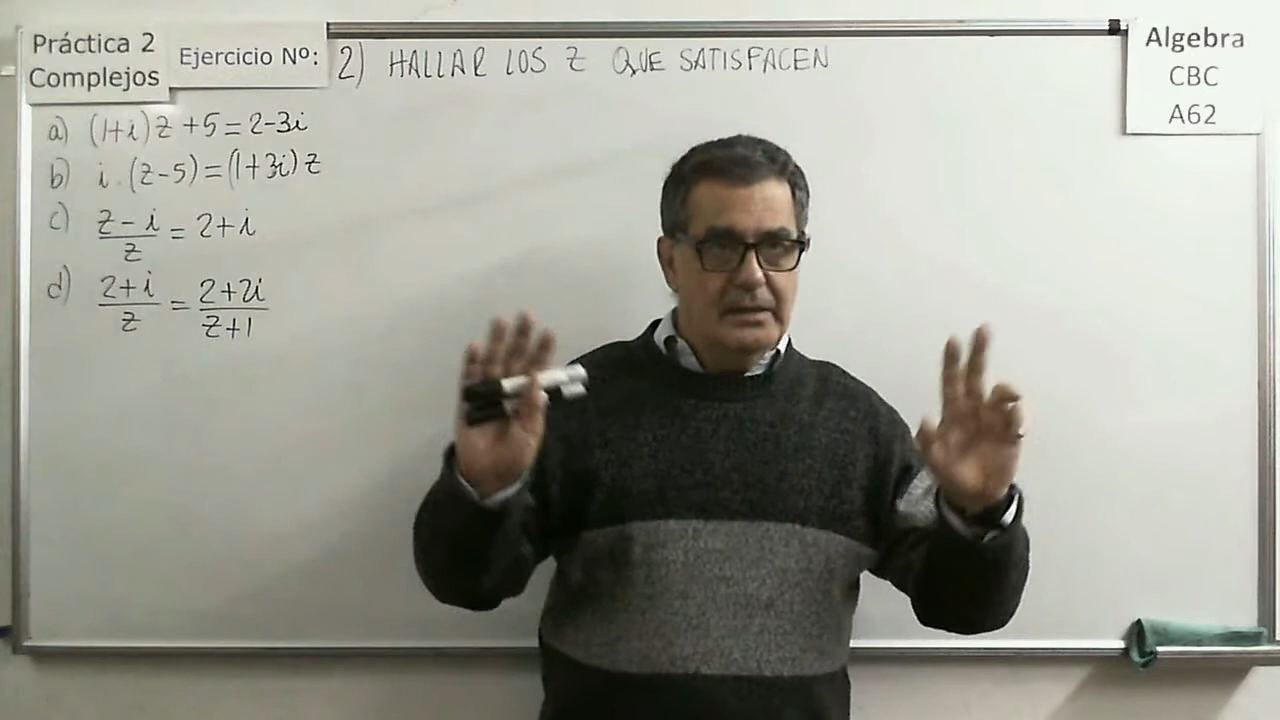 Práctica 2
Complejos
Ejercicio Nº:
2) HALLAR LOS Z QUE SATISFACEN
Algebra
CBC
A62
a) (1+i)z +5 = 2-3i
b) i.(z-5) = (1+3i)z
c) z-i / z = 2+i
d) 2+i / z = 2+2i / z+1